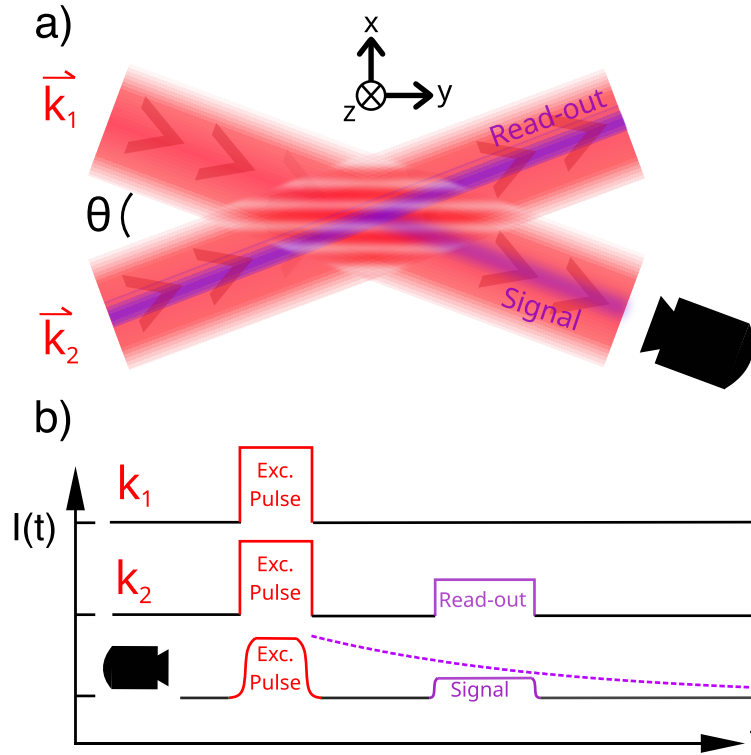 a)
x
y
z
k₁
θ
k₂
Read-out
Signal
b)
I(t)
k₁
Exc.
Pulse
k₂
Exc.
Pulse
Read-out
Exc.
Pulse
Signal